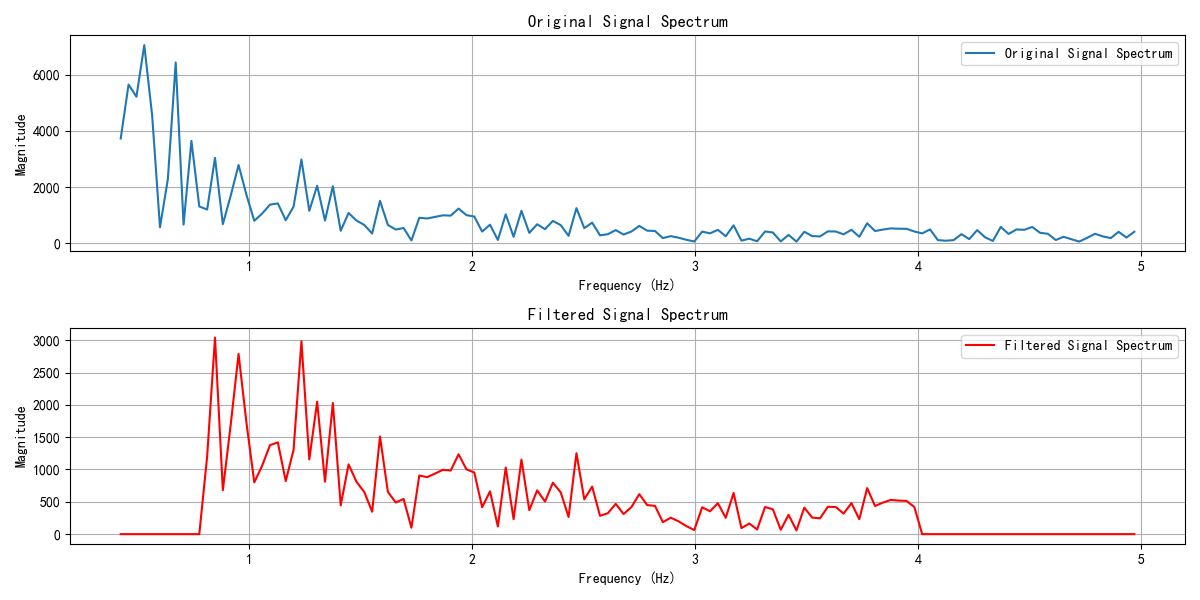 Original Signal Spectrum
Original Signal Spectrum
Magnitude
6000
4000
2000
0
1
2
3
4
5
Frequency (Hz)
Filtered Signal Spectrum
Filtered Signal Spectrum
Magnitude
3000
2500
2000
1500
1000
500
0
1
2
3
4
5
Frequency (Hz)